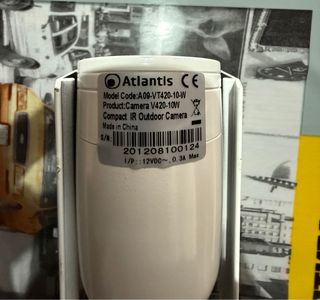 Atlantis
Model Code:A09-VT420-10-W
Product:Camera V420-10W
Compact IR Outdoor Camera
Made in China
S/N:
201208100124
I/P: :12VDC⎓, 0.3A Max